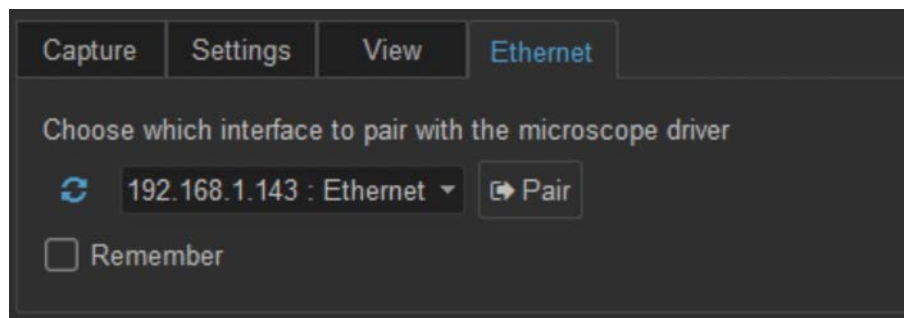 Capture Settings View Ethernet
Choose which interface to pair with the microscope driver
192.168.1.143 : Ethernet Pair
Remember